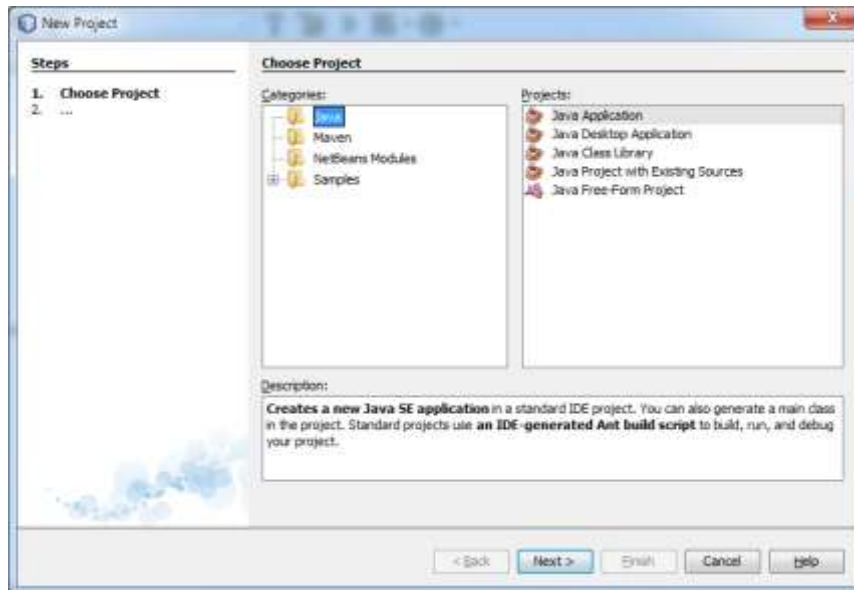 New Project
Steps
1. Choose Project
2. ...
Choose Project
Categories:
Java
Maven
NetBeans Modules
Samples
Projects:
Java Application
Java Desktop Application
Java Class Library
Java Project with Existing Sources
Java Free-Form Project
Description:
Creates a new Java SE application in a standard IDE project. You can also generate a main class
in the project. Standard projects use an IDE-generated Ant build script to build, run, and debug
your project.
< Back
Next >
Finish
Cancel
Help